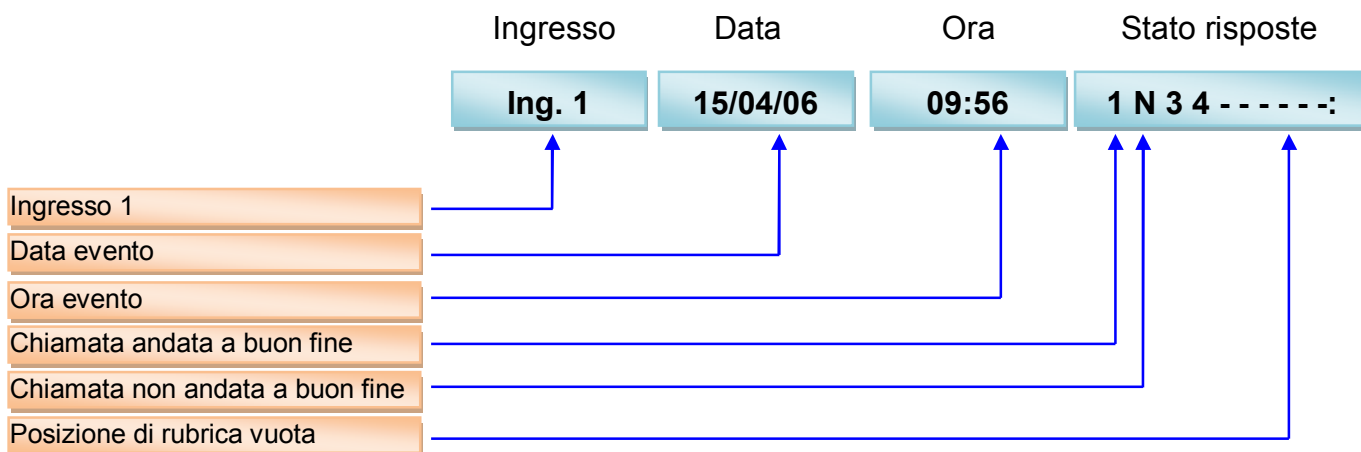 Ingresso Data Ora Stato risposte
Ing. 1 15/04/06 09:56 1 N 3 4 - - - - - -:
Ingresso 1
Data evento
Ora evento
Chiamata andata a buon fine
Chiamata non andata a buon fine
Posizione di rubrica vuota